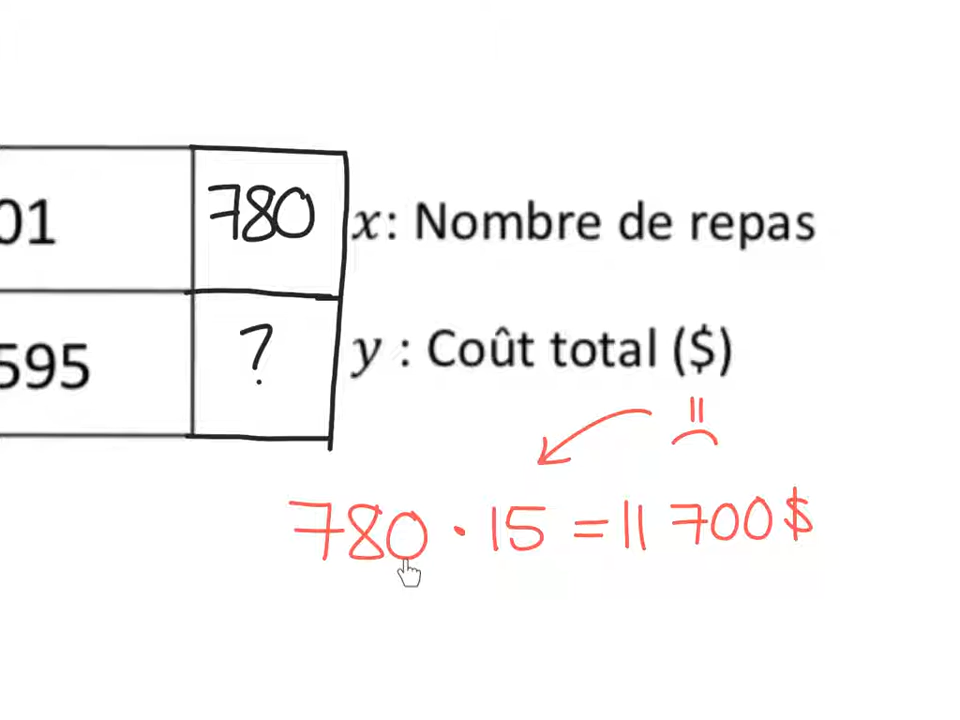 01 780 x: Nombre de repas
595 ? y : Coût total ($)
780 · 15 = 11 700 $